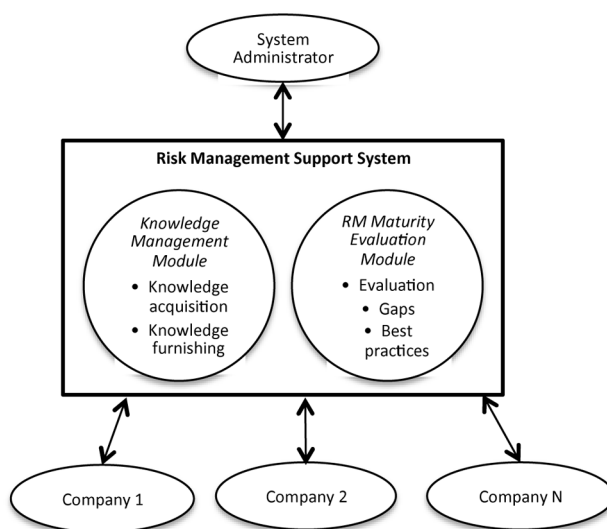 System
Administrator
Risk Management Support System
Knowledge
Management
Module
• Knowledge
acquisition
• Knowledge
furnishing
RM Maturity
Evaluation
Module
• Evaluation
• Gaps
• Best
practices
Company 1
Company 2
Company N